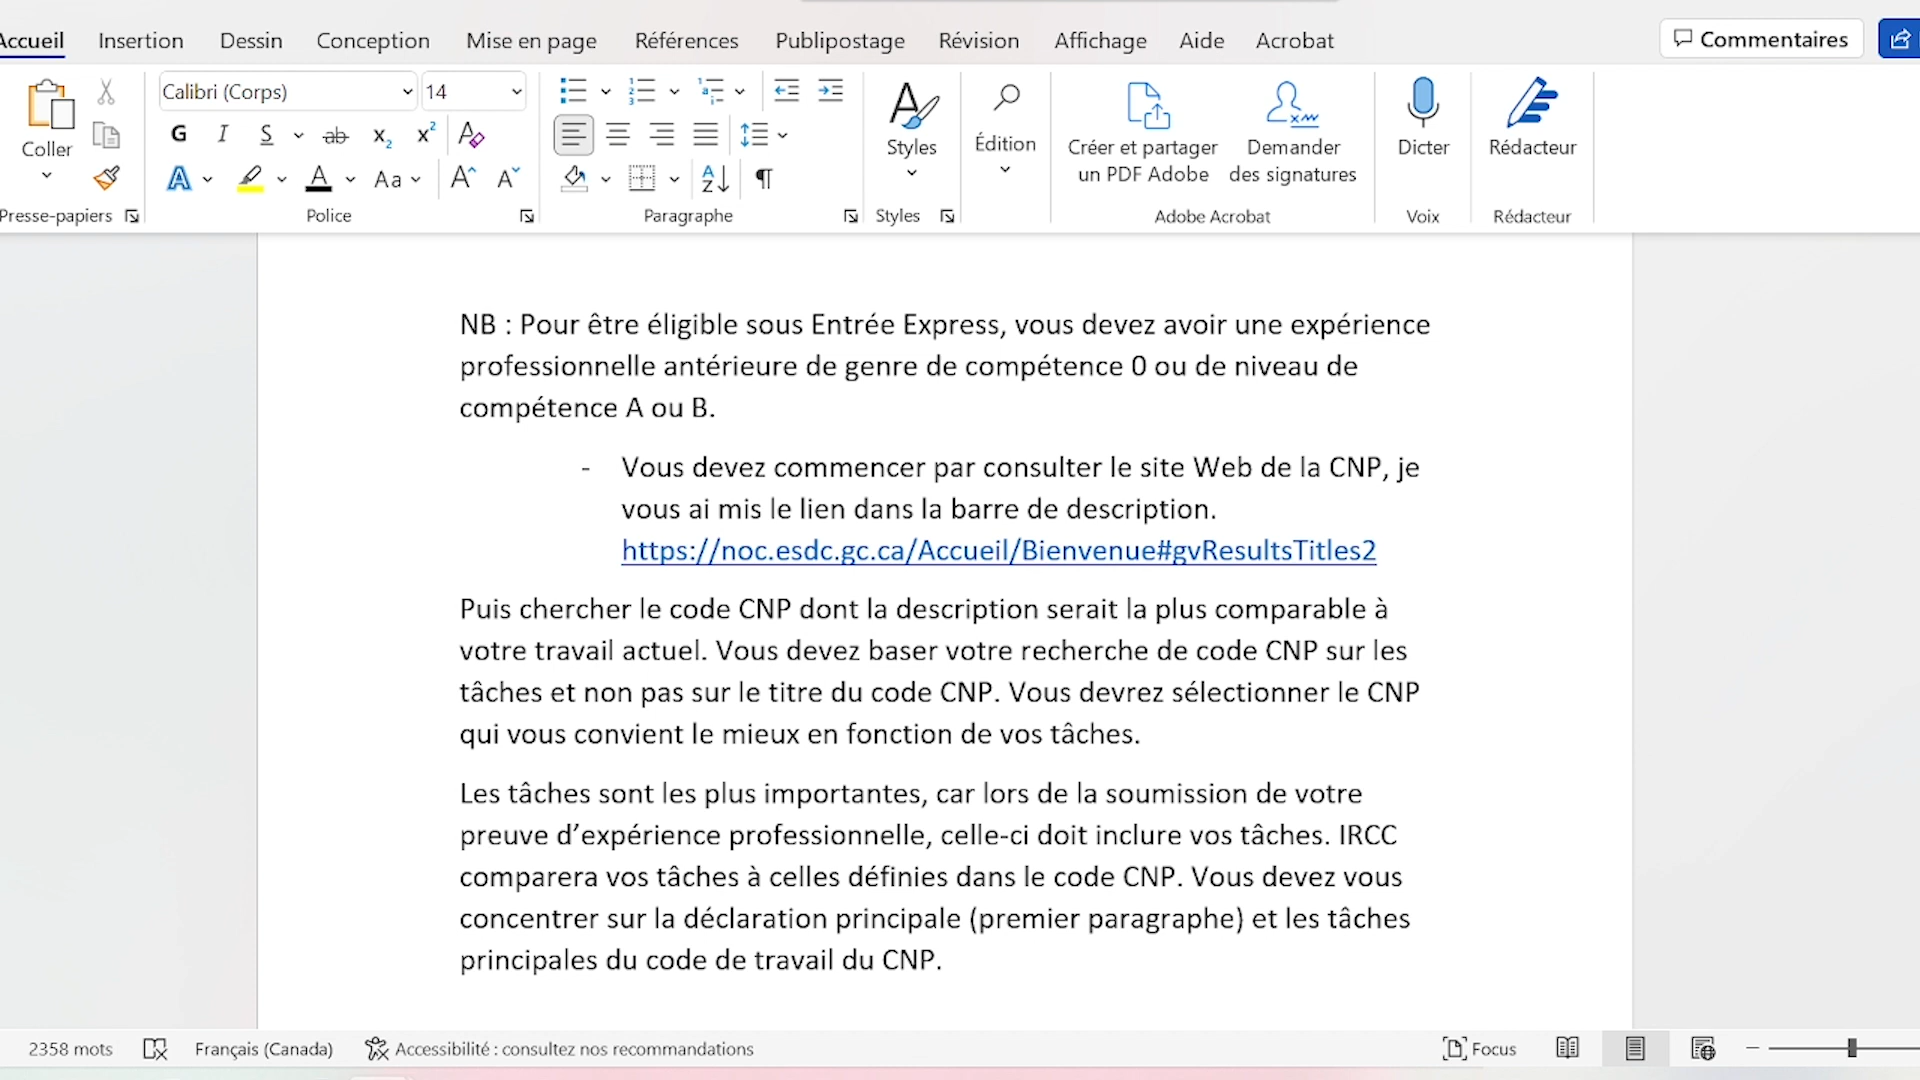 Accueil Insertion Dessin Conception Mise en page Références Publipostage Révision Affichage Aide Acrobat Commentaires
Calibri (Corps) 14
Coller
G I S ab x₂ x² A
A A Aa A A
Styles Édition
Créer et partager
un PDF Adobe
Demander
des signatures
Dicter Rédacteur
Presse-papiers Police Paragraphe Styles Adobe Acrobat Voix Rédacteur
NB : Pour être éligible sous Entrée Express, vous devez avoir une expérience
professionnelle antérieure de genre de compétence 0 ou de niveau de
compétence A ou B.
- Vous devez commencer par consulter le site Web de la CNP, je
vous ai mis le lien dans la barre de description.
https://noc.esdc.gc.ca/Accueil/Bienvenue#gvResultsTitles2
Puis chercher le code CNP dont la description serait la plus comparable à
votre travail actuel. Vous devez baser votre recherche de code CNP sur les
tâches et non pas sur le titre du code CNP. Vous devrez sélectionner le CNP
qui vous convient le mieux en fonction de vos tâches.
Les tâches sont les plus importantes, car lors de la soumission de votre
preuve d’expérience professionnelle, celle-ci doit inclure vos tâches. IRCC
comparera vos tâches à celles définies dans le code CNP. Vous devez vous
concentrer sur la déclaration principale (premier paragraphe) et les tâches
principales du code de travail du CNP.
2358 mots Français (Canada) Accessibilité : consultez nos recommandations Focus